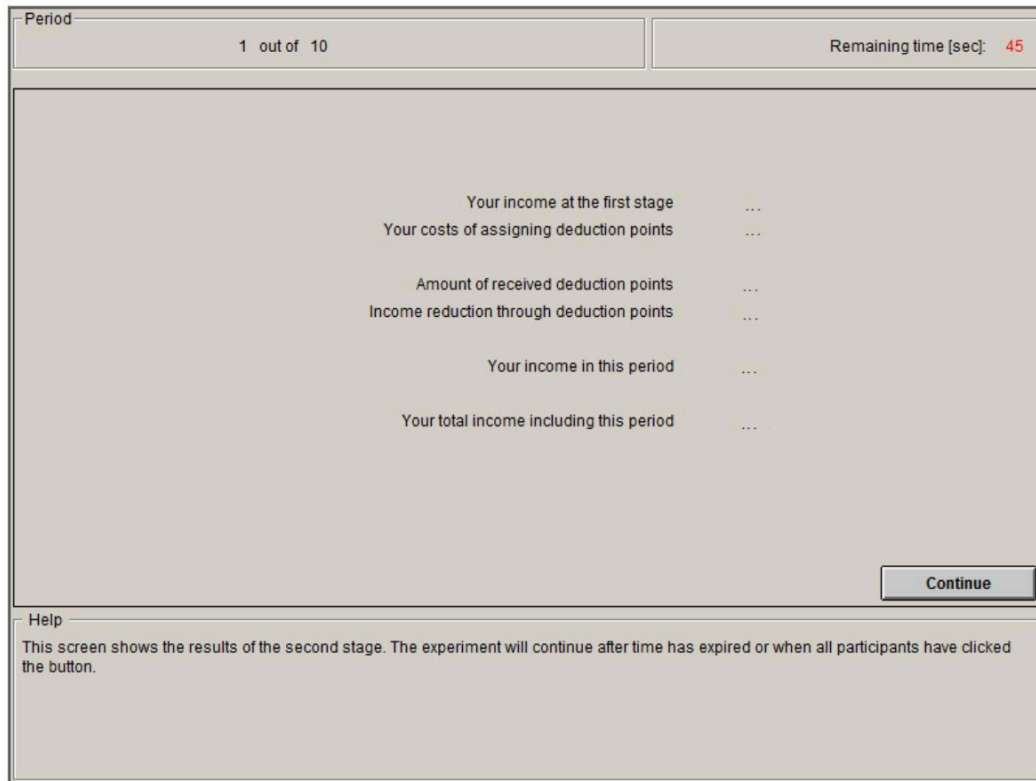 Period
1 out of 10
Remaining time [sec]: 45
Your income at the first stage ...
Your costs of assigning deduction points ...
Amount of received deduction points ...
Income reduction through deduction points ...
Your income in this period ...
Your total income including this period ...
Continue
Help
This screen shows the results of the second stage. The experiment will continue after time has expired or when all participants have clicked
the button.